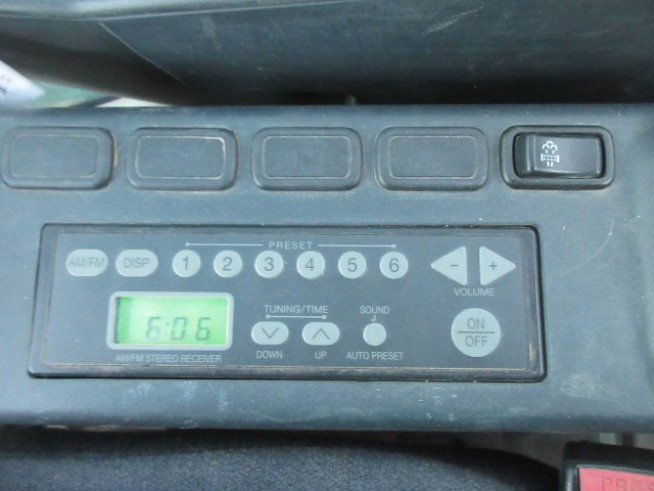 PRESET
AM/FM DISP 1 2 3 4 5 6 - +
VOLUME
6:06
TUNING/TIME SOUND
DOWN UP AUTO PRESET
ON
OFF
AM/FM STEREO RECEIVER
PRES